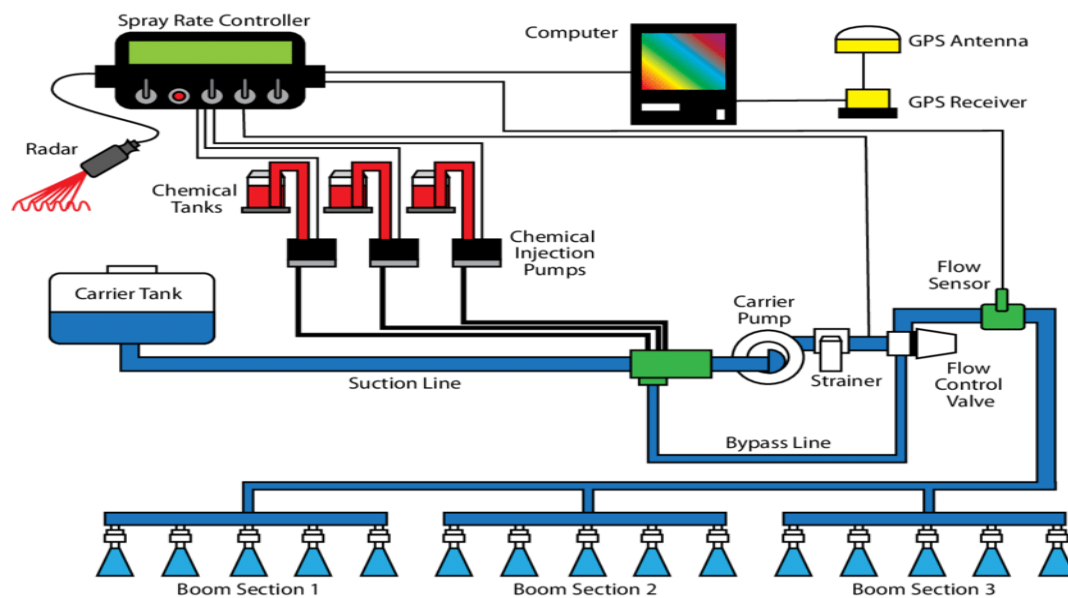 Spray Rate Controller
Computer
GPS Antenna
GPS Receiver
Radar
Chemical
Tanks
Chemical
Injection
Pumps
Flow
Sensor
Carrier Tank
Carrier
Pump
Suction Line
Strainer
Flow
Control
Valve
Bypass Line
Boom Section 1
Boom Section 2
Boom Section 3